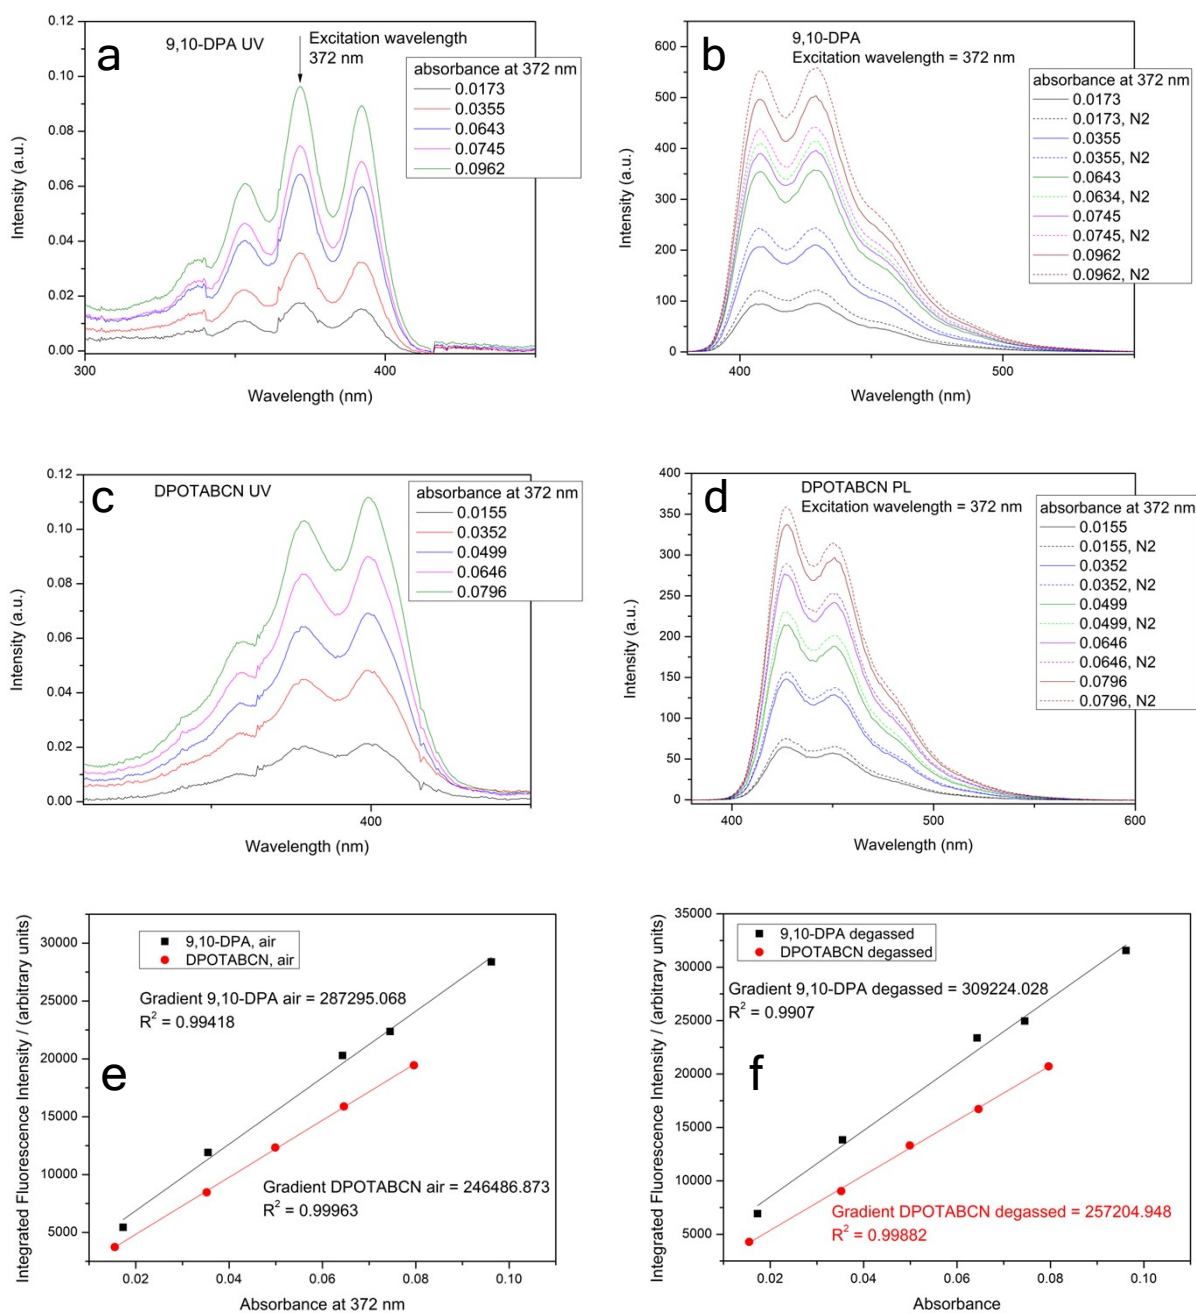 a
9,10-DPA UV
Excitation wavelength
372 nm
absorbance at 372 nm
0.0173
0.0355
0.0643
0.0745
0.0962
0.12
0.10
0.08
0.06
0.04
0.02
0.00
300
400
Intensity (a.u.)
Wavelength (nm)
b
9,10-DPA
Excitation wavelength = 372 nm
absorbance at 372 nm
0.0173
0.0173, N2
0.0355
0.0355, N2
0.0643
0.0634, N2
0.0745
0.0745, N2
0.0962
0.0962, N2
600
500
400
300
200
100
0
400
500
Intensity (a.u.)
Wavelength (nm)
c
DPOTABCN UV
absorbance at 372 nm
0.0155
0.0352
0.0499
0.0646
0.0796
0.12
0.10
0.08
0.06
0.04
0.02
0.00
400
Intensity (a.u.)
Wavelength (nm)
d
DPOTABCN PL
Excitation wavelength = 372 nm
absorbance at 372 nm
0.0155
0.0155, N2
0.0352
0.0352, N2
0.0499
0.0499, N2
0.0646
0.0646, N2
0.0796
0.0796, N2
400
350
300
250
200
150
100
50
0
400
500
600
Intensity (a.u.)
Wavelength (nm)
e
9,10-DPA, air
DPOTABCN, air
Gradient 9,10-DPA air = 287295.068
R² = 0.99418
Gradient DPOTABCN air = 246486.873
R² = 0.99963
30000
25000
20000
15000
10000
5000
0.02
0.04
0.06
0.08
0.10
Integrated Fluorescence Intensity / (arbitrary units)
Absorbance at 372 nm
f
9,10-DPA degassed
DPOTABCN degassed
Gradient 9,10-DPA degassed = 309224.028
R² = 0.9907
Gradient DPOTABCN degassed = 257204.948
R² = 0.99882
35000
30000
25000
20000
15000
10000
5000
0.02
0.04
0.06
0.08
0.10
Integrated Fluorescence Intensity / (arbitrary units)
Absorbance